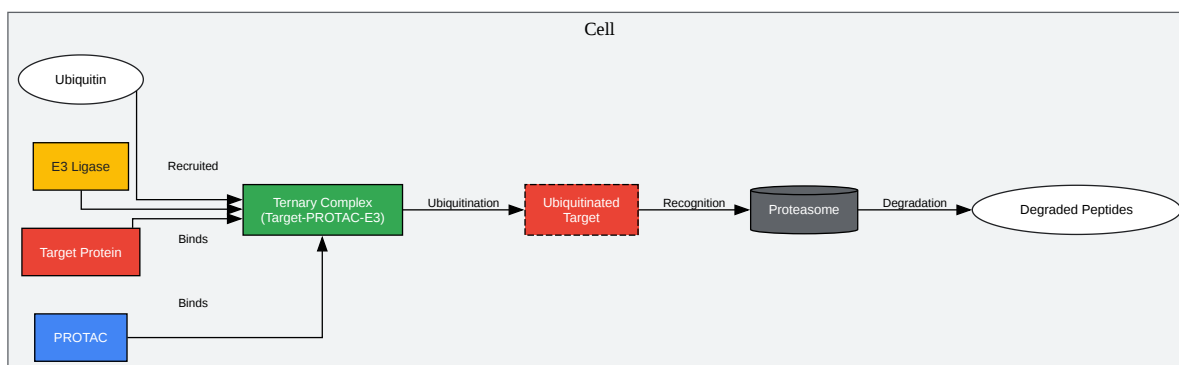 Cell
Ubiquitin
E3 Ligase
Recruited
Target Protein
Binds
PROTAC
Binds
Ternary Complex
(Target-PROTAC-E3)
Ubiquitination
Ubiquitinated
Target
Recognition
Proteasome
Degradation
Degraded Peptides